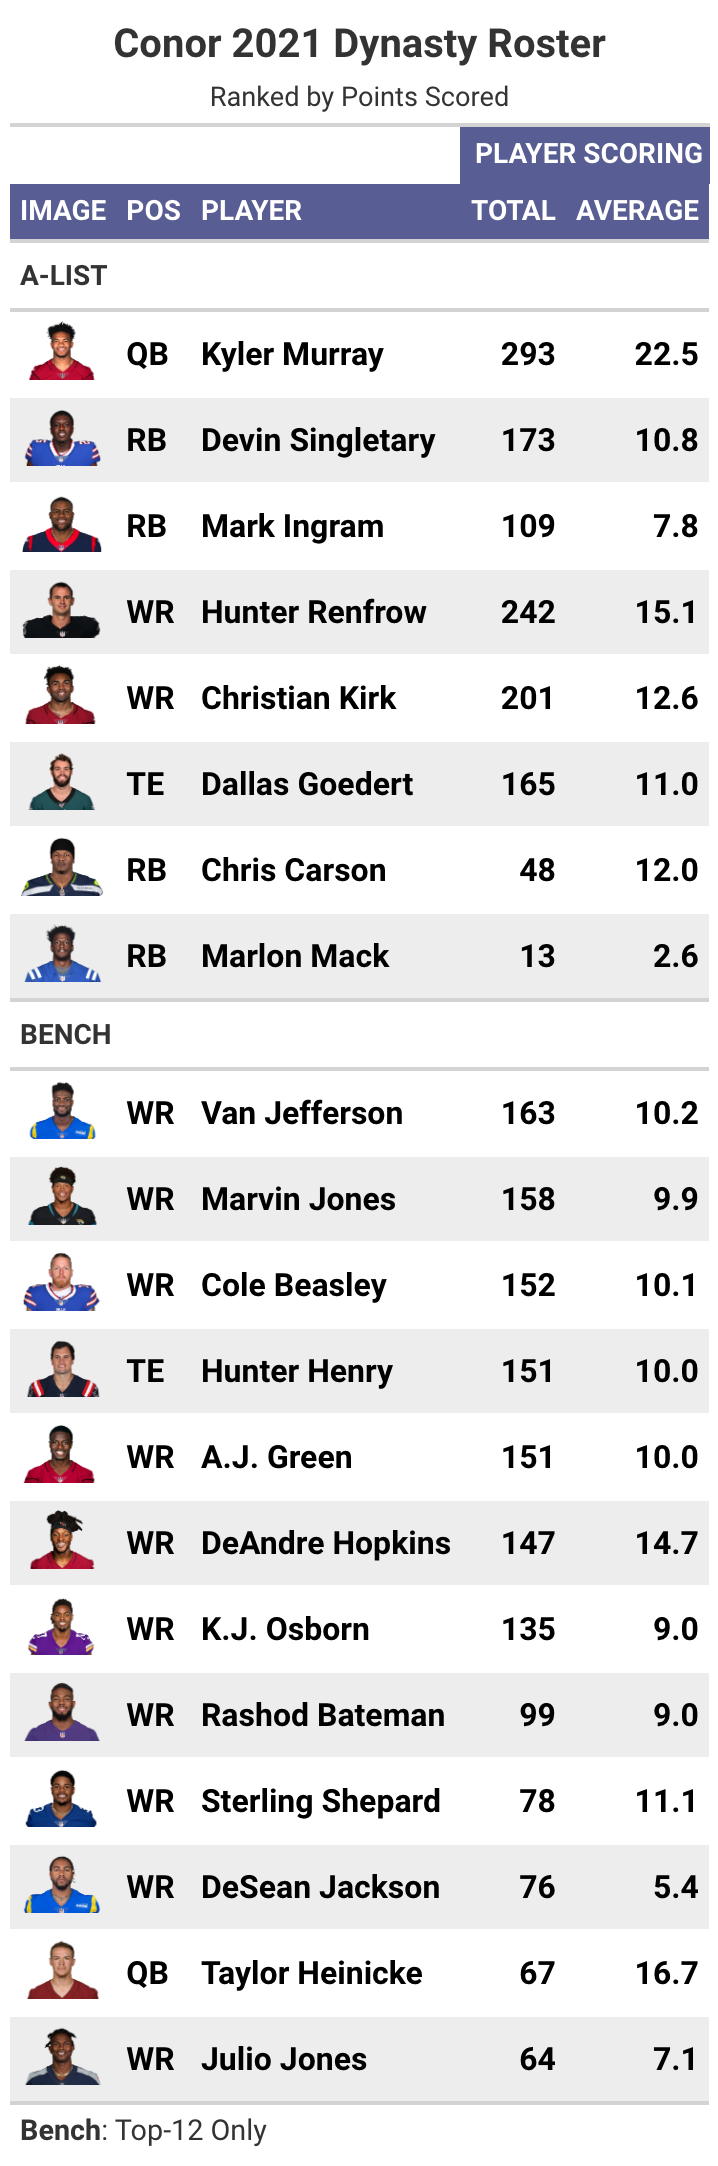 Conor 2021 Dynasty Roster
Ranked by Points Scored
PLAYER SCORING
IMAGE POS PLAYER TOTAL AVERAGE
A-LIST
QB Kyler Murray 293 22.5
RB Devin Singletary 173 10.8
RB Mark Ingram 109 7.8
WR Hunter Renfrow 242 15.1
WR Christian Kirk 201 12.6
TE Dallas Goedert 165 11.0
RB Chris Carson 48 12.0
RB Marlon Mack 13 2.6
BENCH
WR Van Jefferson 163 10.2
WR Marvin Jones 158 9.9
WR Cole Beasley 152 10.1
TE Hunter Henry 151 10.0
WR A.J. Green 151 10.0
WR DeAndre Hopkins 147 14.7
WR K.J. Osborn 135 9.0
WR Rashod Bateman 99 9.0
WR Sterling Shepard 78 11.1
WR DeSean Jackson 76 5.4
QB Taylor Heinicke 67 16.7
WR Julio Jones 64 7.1
Bench: Top-12 Only